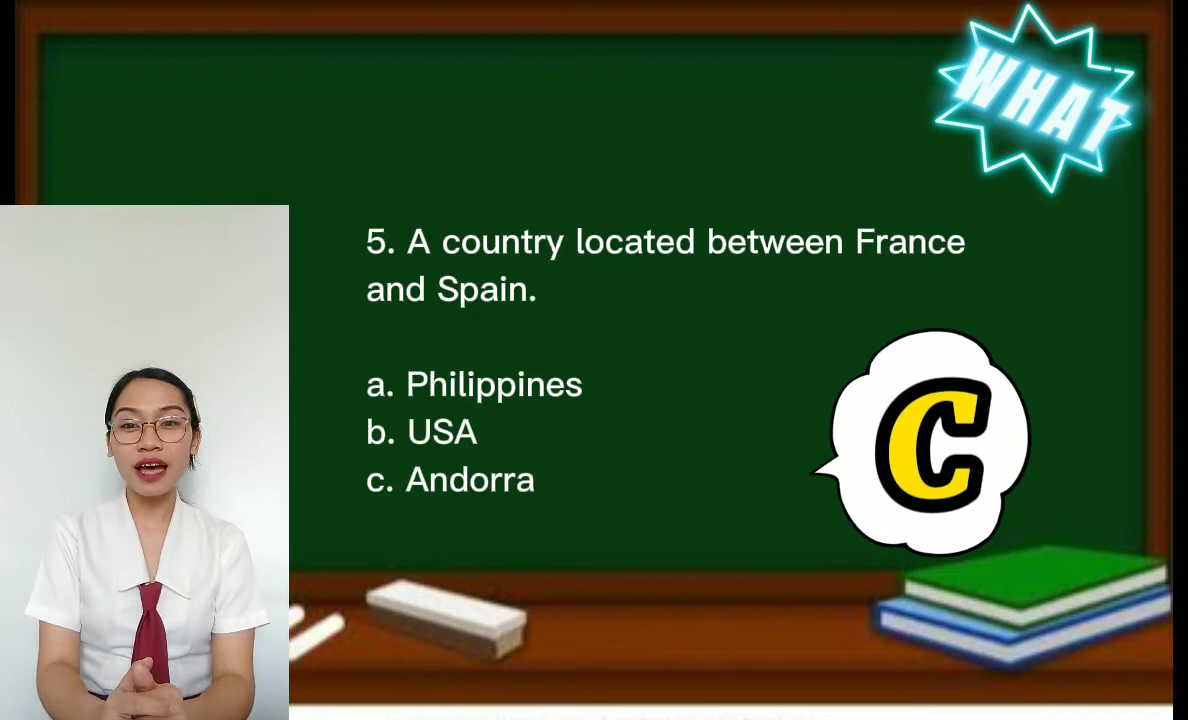 WHAT
5. A country located between France
and Spain.
a. Philippines
b. USA
c. Andorra
C